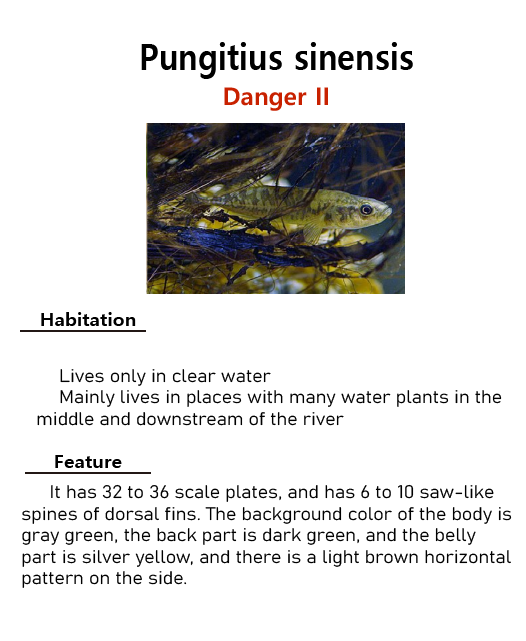 Pungitius sinensis
Danger II
Habitation
Lives only in clear water
Mainly lives in places with many water plants in the
middle and downstream of the river
Feature
It has 32 to 36 scale plates, and has 6 to 10 saw-like
spines of dorsal fins. The background color of the body is
gray green, the back part is dark green, and the belly
part is silver yellow, and there is a light brown horizontal
pattern on the side.